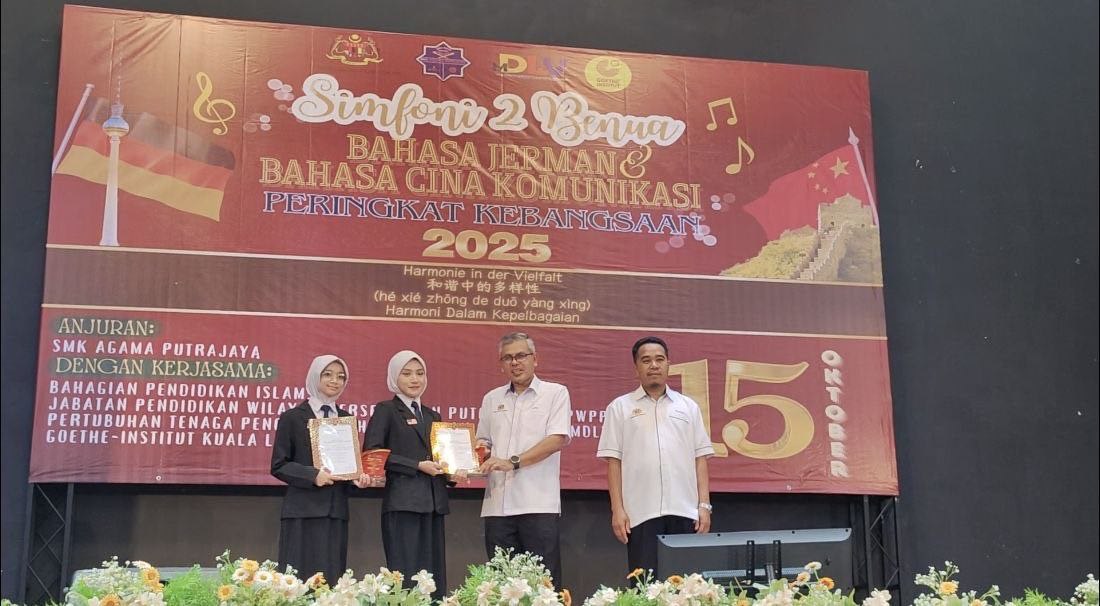 GOETHE INSTITUT
Simfoni 2 Benua
BAHASA JERMAN &
BAHASA CINA KOMUNIKASI
PERINGKAT KEBANGSAAN
2025
Harmonie in der Vielfalt
和谐中的多样性
(hé xié zhōng de duō yàng xìng)
Harmoni Dalam Kepelbagaian
ANJURAN:
SMK AGAMA PUTRAJAYA
DENGAN KERJASAMA:
BAHAGIAN PENDIDIKAN ISLAM
JABATAN PENDIDIKAN
PERTUBUHAN TENAGA
GOETHE-INSTITUT KUALA
15
OKTOBER